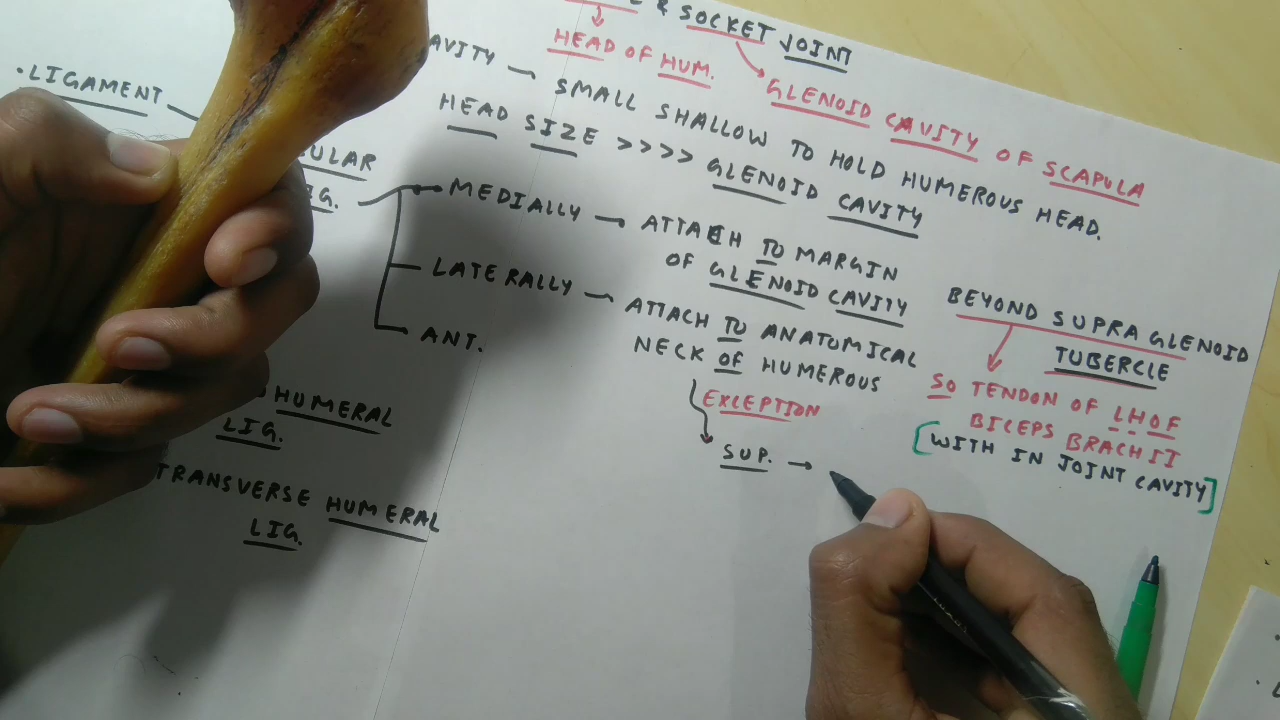 & SOCKET JOINT
HEAD OF HUM.
GLENOID CAVITY OF SCAPULA
AVITY – SMALL SHALLOW TO HOLD HUMEROUS HEAD.
HEAD SIZE >>>> GLENOID CAVITY
• LIGAMENT
ULAR
LIG.
MEDIALLY – ATTACH TO MARGIN
OF GLENOID CAVITY
BEYOND SUPRA GLENOID
TUBERCLE
SO TENDON OF LHOF
BICEPS BRACHII
[WITH IN JOINT CAVITY]
LATERALLY – ATTACH TO ANATOMICAL
NECK OF HUMEROUS
EXCEPTION
SUP. →
ANT.
HUMERAL
LIG.
TRANSVERSE HUMERAL
LIG.